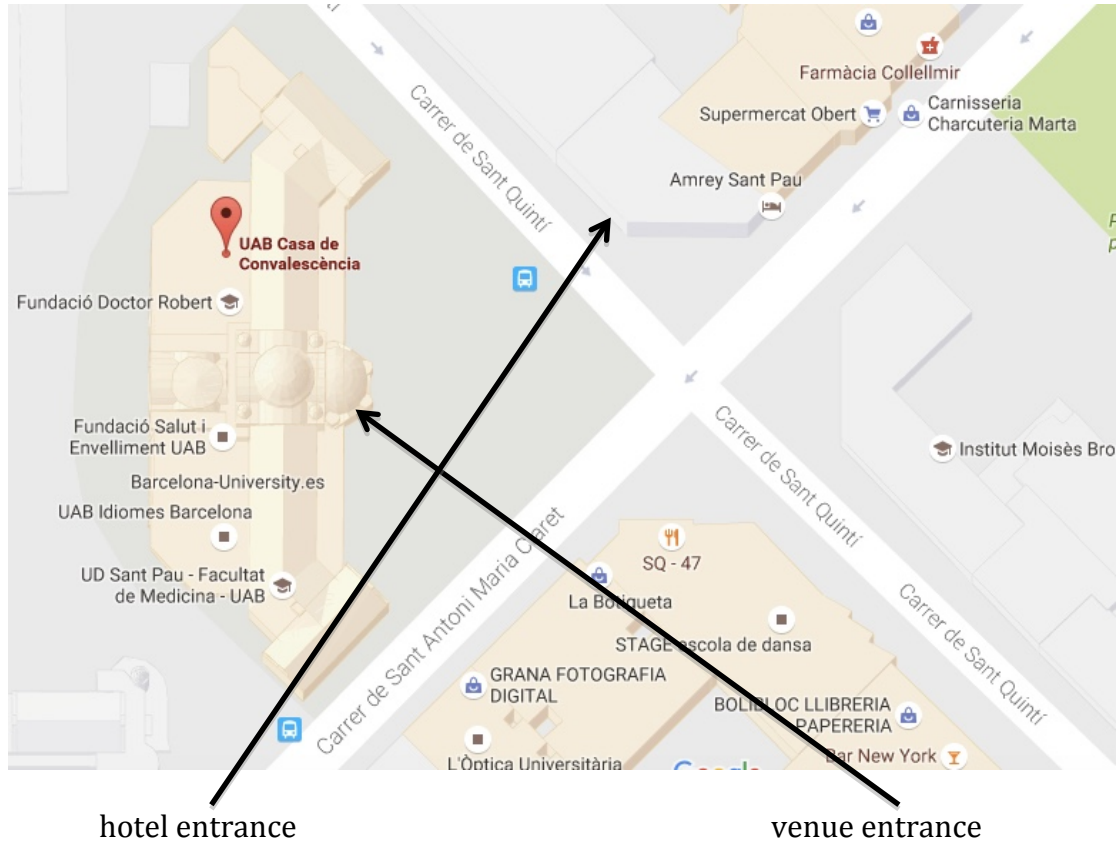 Farmàcia Collellmir
Supermercat Obert
Carnisseria
Charcuteria Marta
Carrer de Sant Quintí
Amrey Sant Pau
UAB Casa de
Convalescència
Fundació Doctor Robert
Fundació Salut i
Envelliment UAB
Carrer de Sant Quintí
Institut Moisès Bro
Barcelona-University.es
UAB Idiomes Barcelona
Carrer de Sant Antoni Maria Claret
SQ - 47
UD Sant Pau - Facultat
de Medicina - UAB
La Botiqueta
Carrer de Sant Quintí
STAGE escola de dansa
GRANA FOTOGRAFIA
DIGITAL
BOLIBLOC LLIBRERIA
PAPERERIA
Bar New York
L'Òptica Universitària
Google
hotel entrance
venue entrance